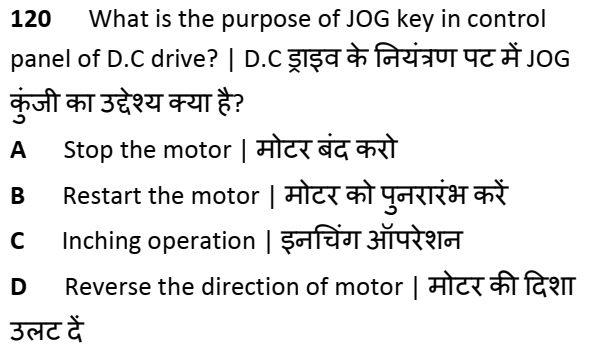 120 What is the purpose of JOG key in control
panel of D.C drive? | D.C ड्राइव के नियंत्रण पट में JOG
कुंजी का उद्देश्य क्या है?
A Stop the motor | मोटर बंद करो
B Restart the motor | मोटर को पुनरारंभ करें
C Inching operation | इनचिंग ऑपरेशन
D Reverse the direction of motor | मोटर की दिशा
उलट दें